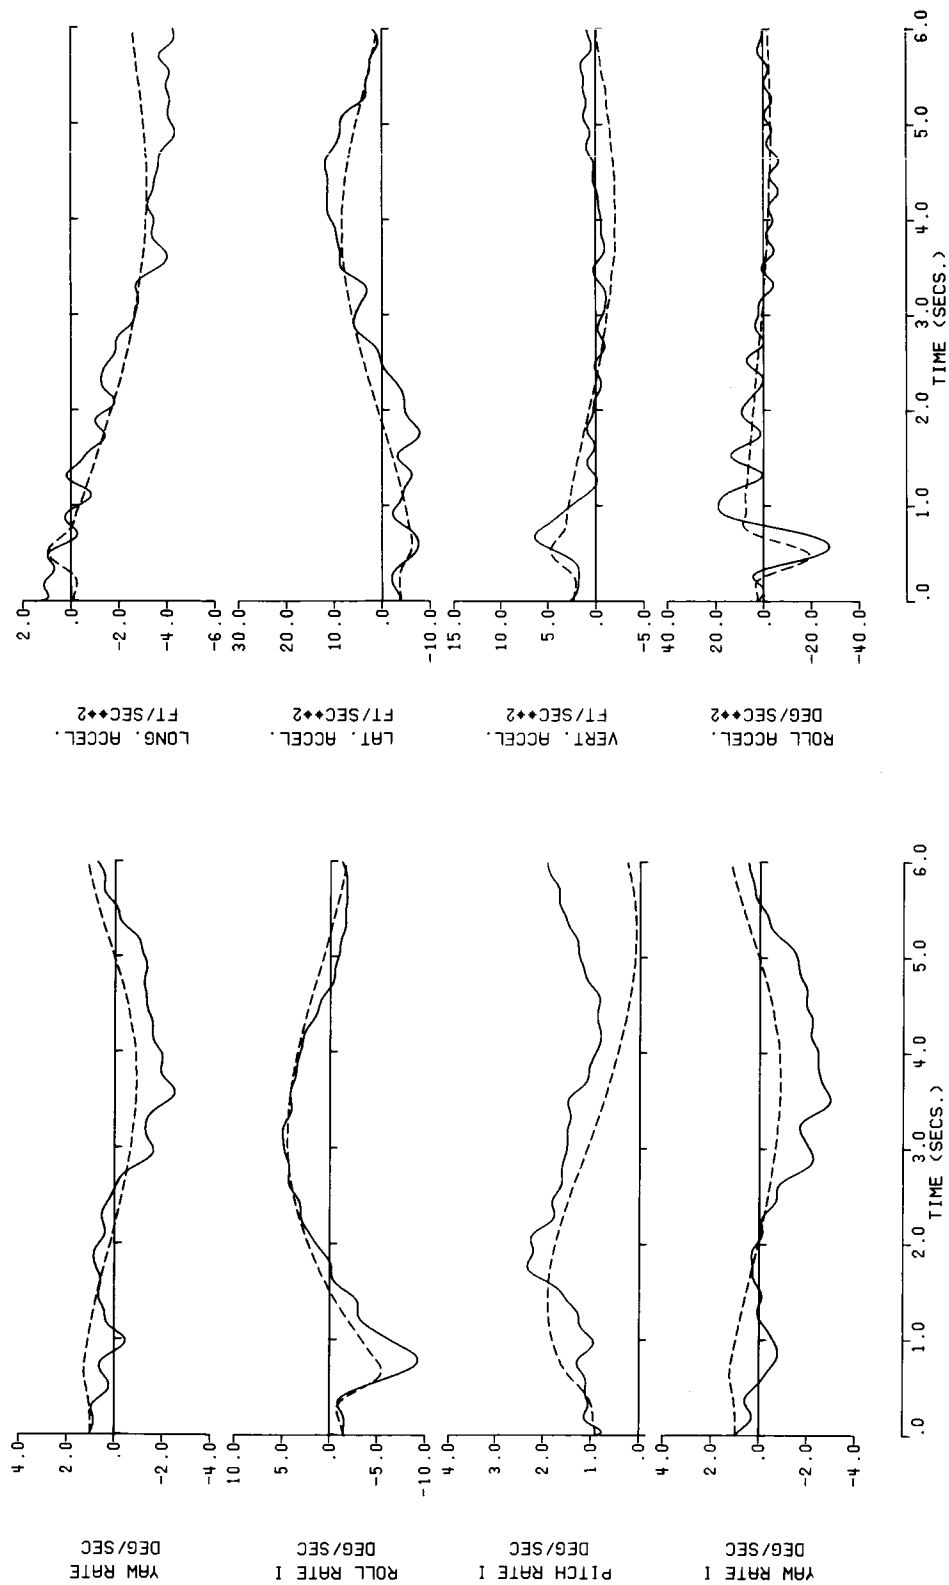 YAW RATE
DEG/SEC
4.0
2.0
.0
-2.0
-4.0
ROLL RATE I
DEG/SEC
10.0
5.0
.0
-5.0
-10.0
PITCH RATE I
DEG/SEC
4.0
3.0
2.0
1.0
.0
YAW RATE I
DEG/SEC
4.0
2.0
.0
-2.0
-4.0
.0 1.0 2.0 3.0 4.0 5.0 6.0
TIME (SECS.)
LONG. ACCEL.
FT/SEC**2
2.0
.0
-2.0
-4.0
-6.0
LAT. ACCEL.
FT/SEC**2
30.0
20.0
10.0
.0
-10.0
VERT. ACCEL.
FT/SEC**2
15.0
10.0
5.0
.0
-5.0
ROLL ACCEL.
DEG/SEC**2
40.0
20.0
.0
-20.0
-40.0
.0 1.0 2.0 3.0 4.0 5.0 6.0
TIME (SECS.)